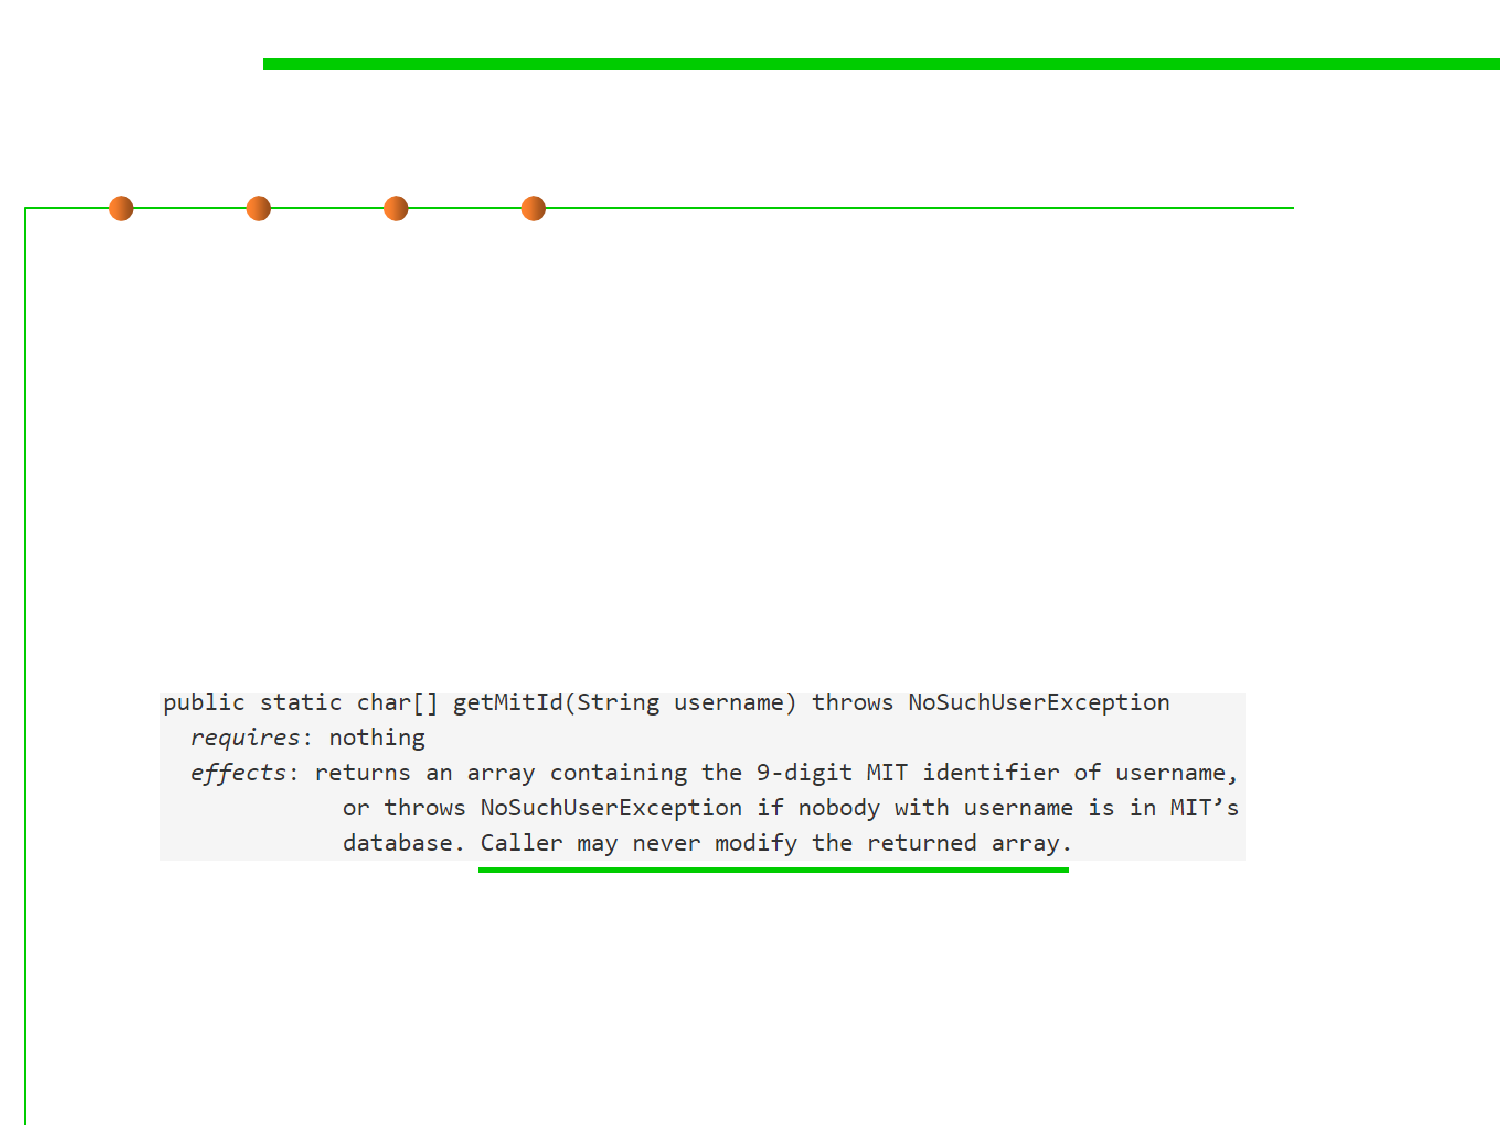 public static char[] getMitId(String username) throws NoSuchUserException
requires: nothing
effects: returns an array containing the 9-digit MIT identifier of username,
or throws NoSuchUserException if nobody with username is in MIT’s
database. Caller may never modify the returned array.